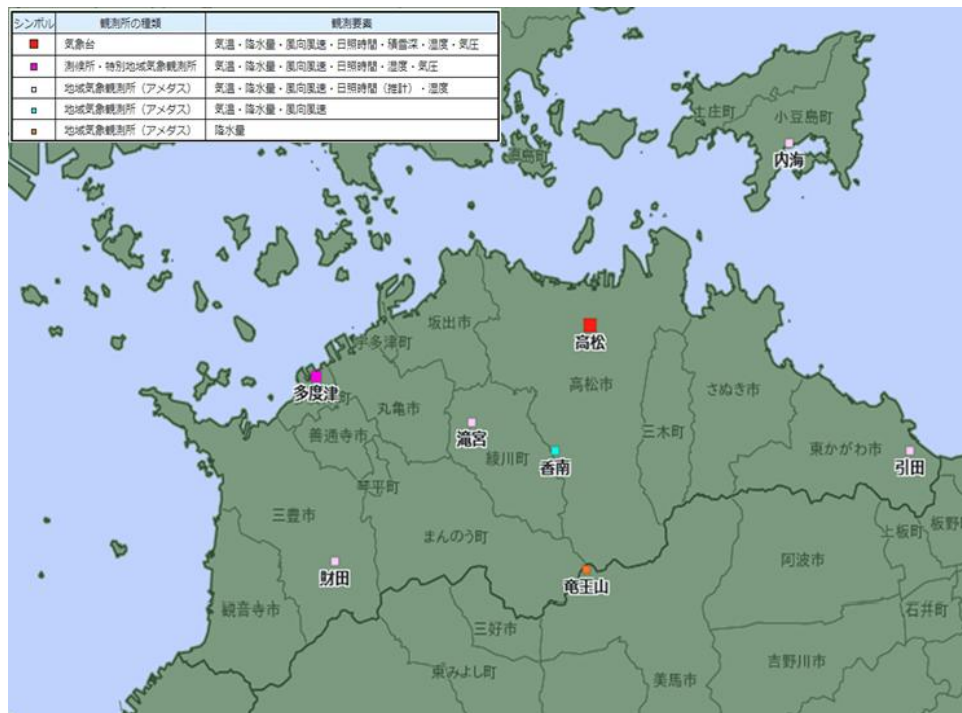 シンボル 観測所の種類 観測要素
気象台 気温・降水量・風向風速・日照時間・積雪深・湿度・気圧
測候所・特別地域気象観測所 気温・降水量・風向風速・日照時間・湿度・気圧
地域気象観測所（アメダス） 気温・降水量・風向風速・日照時間（推計）・湿度
地域気象観測所（アメダス） 気温・降水量・風向風速
地域気象観測所（アメダス） 降水量
土庄町
小豆島町
直島町
内海
坂出市
宇多津町
高松
高松市
多度津
町
丸亀市
さぬき市
善通寺市
滝宮
綾川町
三木町
香南
東かがわ市
引田
琴平町
三豊市
まんのう町
上板町
板野
阿波市
財田
竜王山
観音寺市
石井町
三好市
東みよし町
美馬市
吉野川市